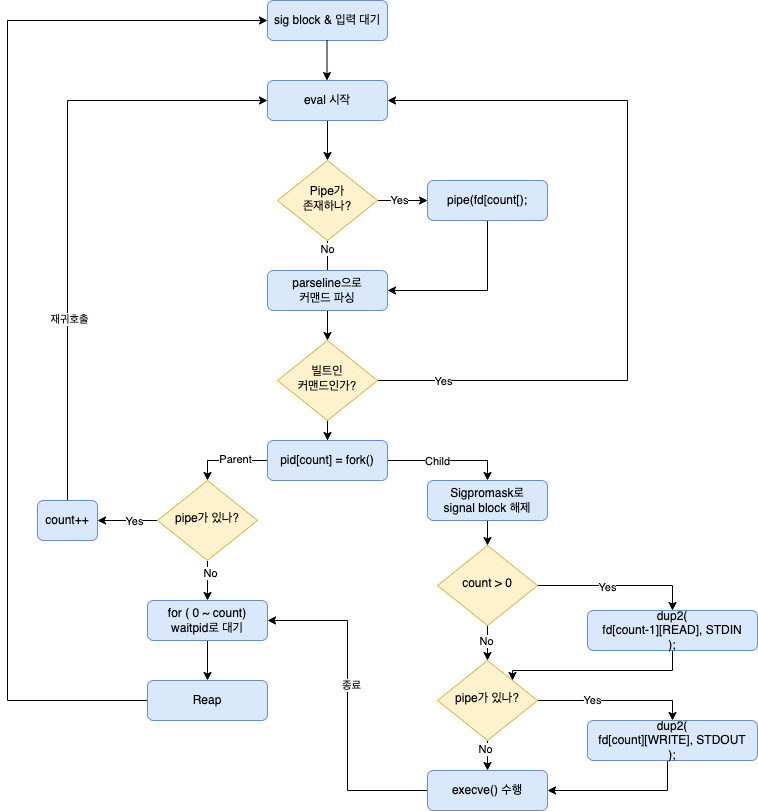 sig block & 입력 대기
eval 시작
Pipe가
존재하나?
Yes
pipe(fd[count[);
No
parseline으로
커맨드 파싱
재귀호출
빌트인
커맨드인가?
Yes
Parent
pid[count] = fork()
Child
Sigpromask로
signal block 해제
count++
Yes
pipe가 있나?
No
count > 0
Yes
for ( 0 ~ count)
waitpid로 대기
dup2(
fd[count-1][READ], STDIN
);
No
종료
Reap
pipe가 있나?
Yes
dup2(
fd[count][WRITE], STDOUT
);
No
execve() 수행